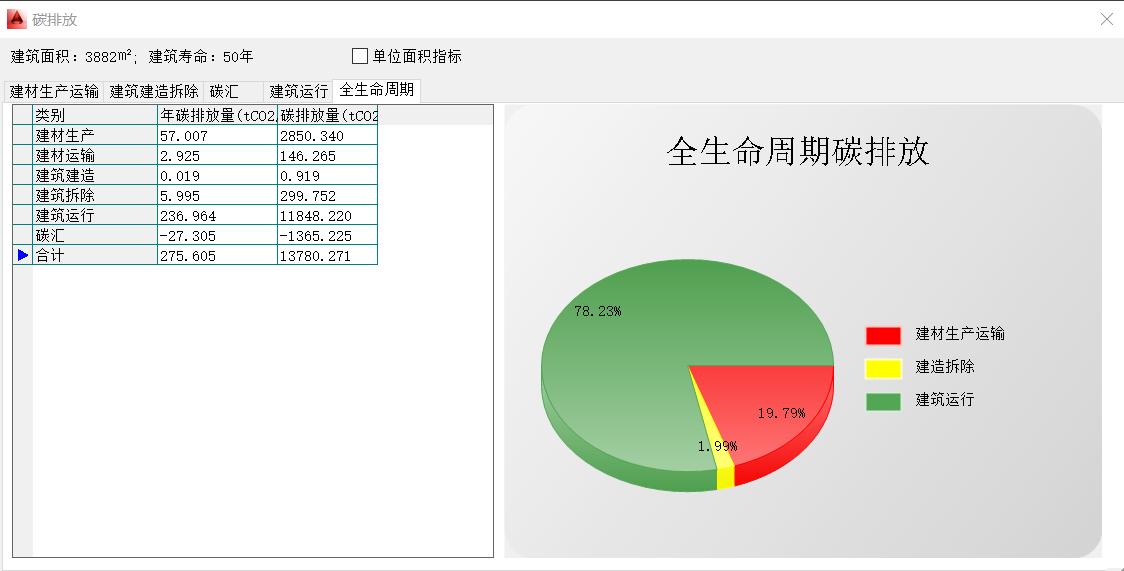 碳排放
建筑面积：3882㎡; 建筑寿命：50年 单位面积指标
建材生产运输 建筑建造拆除 碳汇 建筑运行 全生命周期
类别 年碳排放量(tCO2/ 碳排放量(tCO2
建材生产 57.007 2850.340
建材运输 2.925 146.265
建筑建造 0.019 0.919
建筑拆除 5.995 299.752
建筑运行 236.964 11848.220
碳汇 -27.305 -1365.225
合计 275.605 13780.271
全生命周期碳排放
78.23%
19.79%
1.99%
建材生产运输
建造拆除
建筑运行